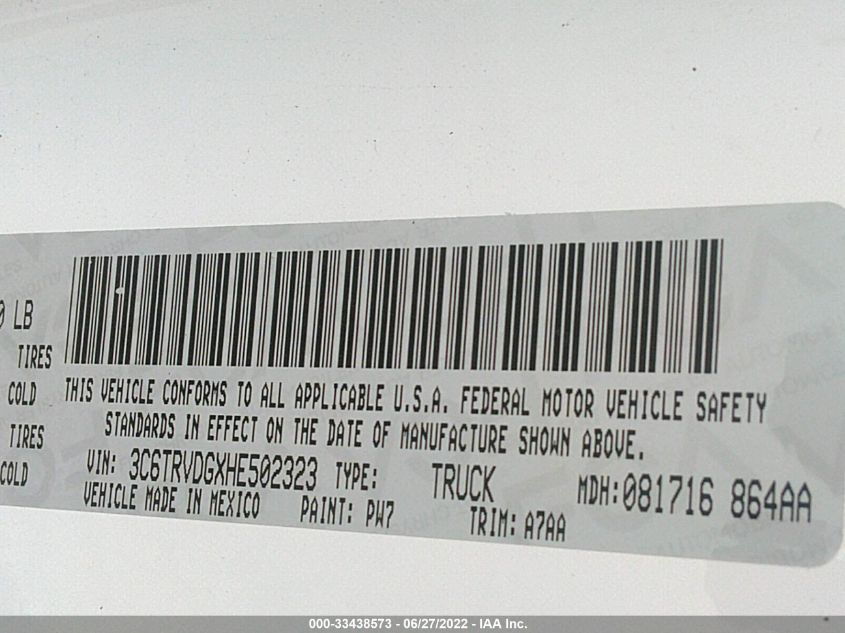 0 LB
TIRES
COLD
TIRES
COLD
THIS VEHICLE CONFORMS TO ALL APPLICABLE U.S.A. FEDERAL MOTOR VEHICLE SAFETY
STANDARDS IN EFFECT ON THE DATE OF MANUFACTURE SHOWN ABOVE.
VIN: 3C6TRVDGXHE502323 TYPE: TRUCK MDH:081716 864AA
VEHICLE MADE IN MEXICO PAINT: PW7 TRIM: A7AA
000-33438573 - 06/27/2022 - IAA Inc.